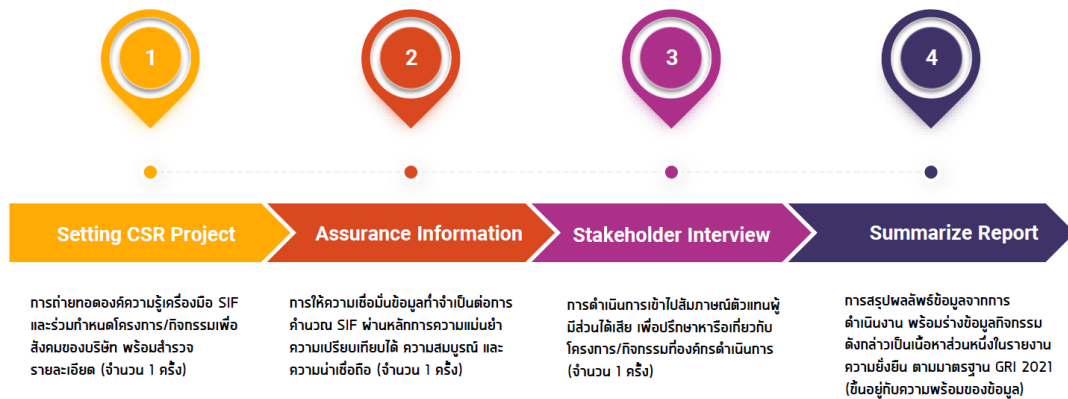 1
2
3
4
Setting CSR Project
Assurance Information
Stakeholder Interview
Summarize Report
การถ่ายทอดองค์ความรู้เครื่องมือ SIF
และร่วมกำหนดโครงการ/กิจกรรมเพื่อ
สังคมของบริษัท พร้อมสำรวจ
รายละเอียด (จำนวน 1 ครั้ง)
การให้ความเชื่อมั่นข้อมูลที่จำเป็นต่อการ
คำนวณ SIF ผ่านหลักการความแม่นยำ
ความเปรียบเทียบได้ ความสมบูรณ์ และ
ความน่าเชื่อถือ (จำนวน 1 ครั้ง)
การดำเนินการเข้าไปสัมภาษณ์ตัวแทนผู้
มีส่วนได้เสีย เพื่อปรึกษาหารือเกี่ยวกับ
โครงการ/กิจกรรมที่องค์กรดำเนินการ
(จำนวน 1 ครั้ง)
การสรุปผลลัพธ์ข้อมูลจากการ
ดำเนินงาน พร้อมร่างข้อมูลกิจกรรม
ดังกล่าวเป็นเนื้อหาส่วนหนึ่งในรายงาน
ความยั่งยืน ตามมาตรฐาน GRI 2021
(ขึ้นอยู่กับความพร้อมของข้อมูล)